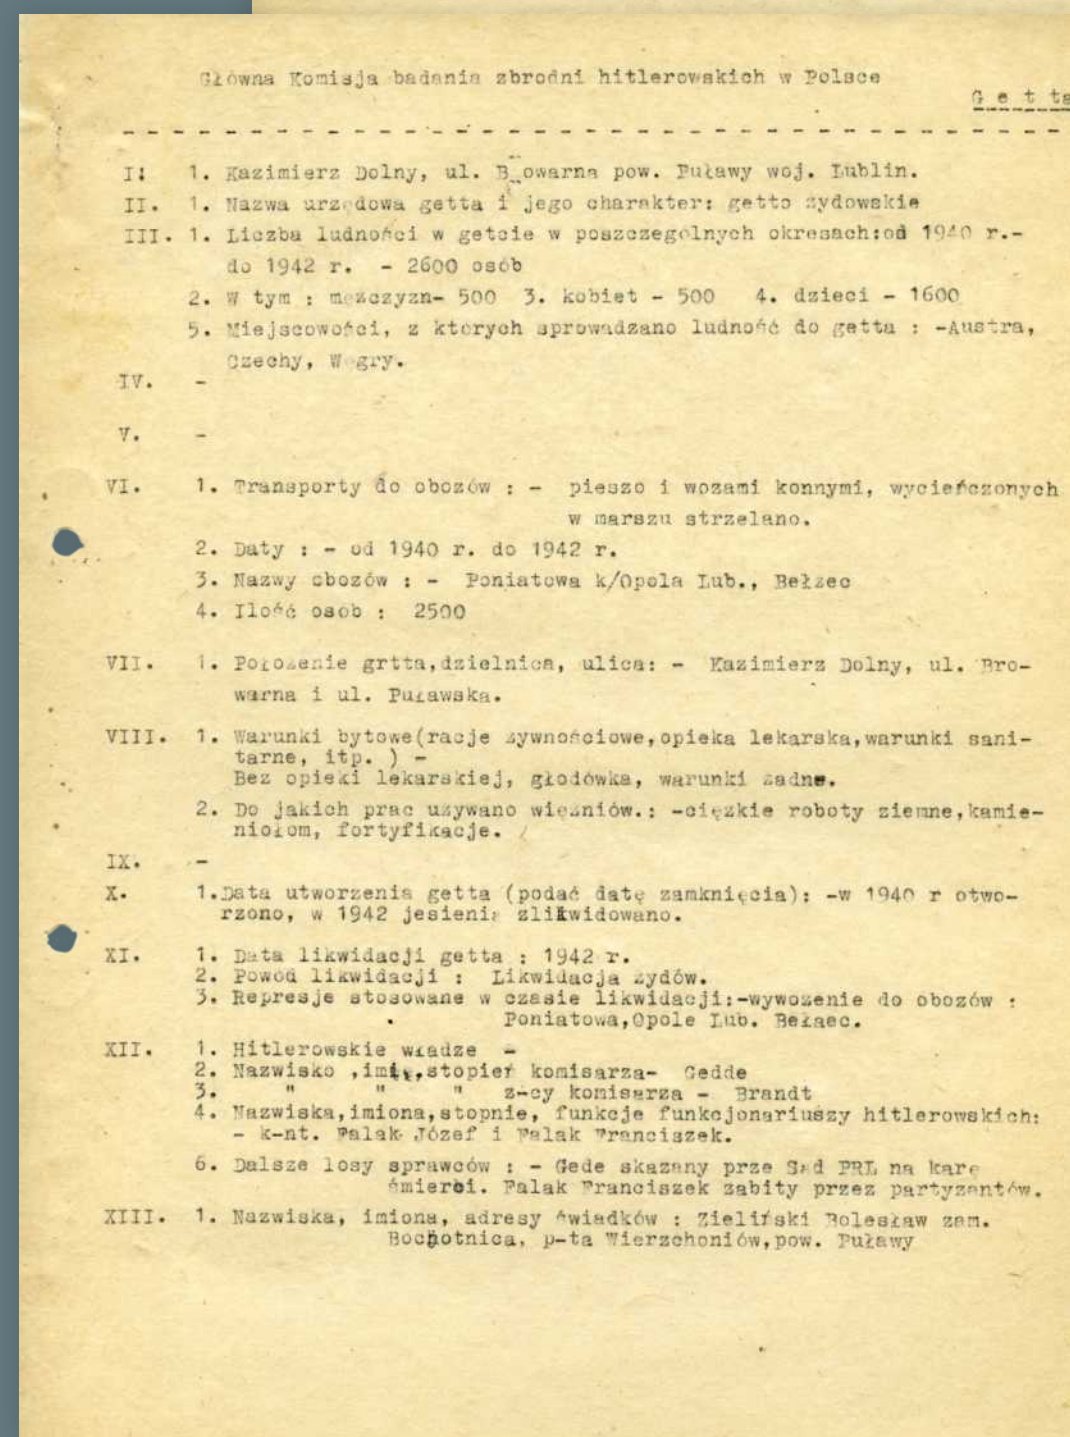 Główna Komisja badania zbrodni hitlerowskich w Polsce
G e t ta
- - - - - - - - - - - - - - - - - - - - - - - - - - - - - - - - - - - - -
I: 1. Kazimierz Dolny, ul. B owarna pow. Puławy woj. Lublin.
II. 1. Nazwa urzędowa getta i jego charakter: getto żydowskie
III. 1. Liczba ludności w getcie w poszczególnych okresach:od 1940 r.-
do 1942 r. - 2600 osób
2. W tym : mężczyzn- 500 3. kobiet - 500 4. dzieci - 1600
5. Miejscowości, z których sprowadzano ludność do getta : -Austra,
Czechy, Węgry.
IV. -
V. -
VI. 1. Transporty do obozów : - pieszo i wozami konnymi, wycieńczonych
w marszu strzelano.
2. Daty : - od 1940 r. do 1942 r.
3. Nazwy obozów : - Poniatowa k/Opola Lub., Bełzec
4. Ilość osób : 2500
VII. 1. Położenie grtta,dzielnica, ulica: - Kazimierz Dolny, ul. Bro-
warna i ul. Puławska.
VIII. 1. Warunki bytowe(racje żywnościowe,opieka lekarska,warunki sani-
tarne, itp. ) -
Bez opieki lekarskiej, głodówka, warunki żadne.
2. Do jakich prac używano więźniów.: -ciężkie roboty ziemne,kamie-
niołom, fortyfikacje.
IX. -
X. 1.Data utworzenia getta (podać datę zamknięcia): -w 1940 r otwo-
rzono, w 1942 jesienią zlikwidowano.
XI. 1. Data likwidacji getta : 1942 r.
2. Powód likwidacji : Likwidacja żydów.
3. Represje stosowane w czasie likwidacji:-wywożenie do obozów :
Poniatowa,Opole Lub. Bełaec.
XII. 1. Hitlerowskie władze -
2. Nazwisko ,imię,stopień komisarza- Gedde
3. " " " z-cy komisarza - Brandt
4. Nazwiska,imiona,stopnie, funkcje funkcjonariuszy hitlerowskich:
- k-nt. Falak Józef i Falak Franciszek.
6. Dalsze losy sprawców : - Gede skazany prze Sąd PRL na karę
śmierci. Falak Franciszek zabity przez partyzantów.
XIII. 1. Nazwiska, imiona, adresy świadków : Zieliński Bolesław zam.
Bochotnica, p-ta Wierzchoniów,pow. Puławy